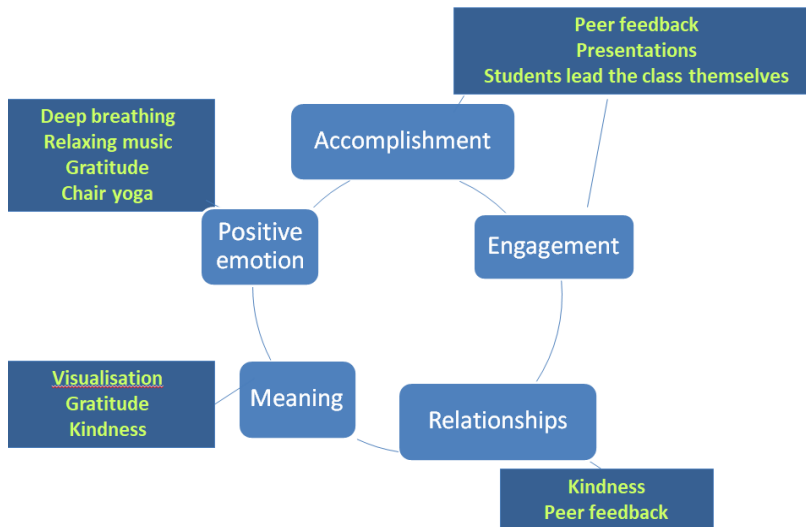 Peer feedback
Presentations
Students lead the class themselves
Deep breathing
Relaxing music
Gratitude
Chair yoga
Accomplishment
Positive
emotion
Engagement
Visualisation
Gratitude
Kindness
Meaning
Relationships
Kindness
Peer feedback